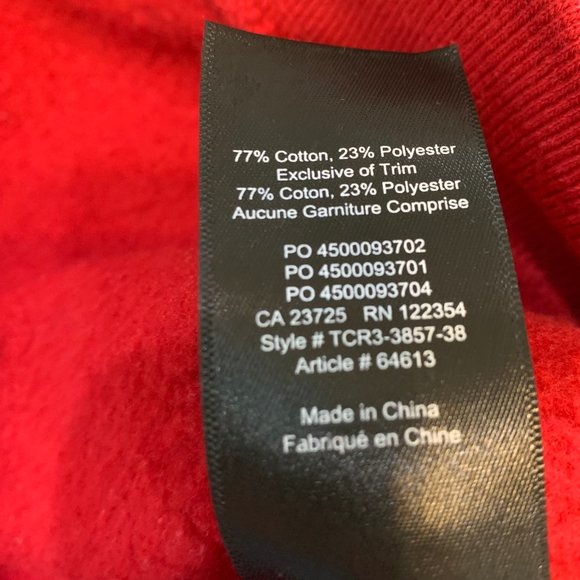 77% Cotton, 23% Polyester
Exclusive of Trim
77% Coton, 23% Polyester
Aucune Garniture Comprise
PO 4500093702
PO 4500093701
PO 4500093704
CA 23725 RN 122354
Style # TCR3-3857-38
Article # 64613
Made in China
Fabriqué en Chine